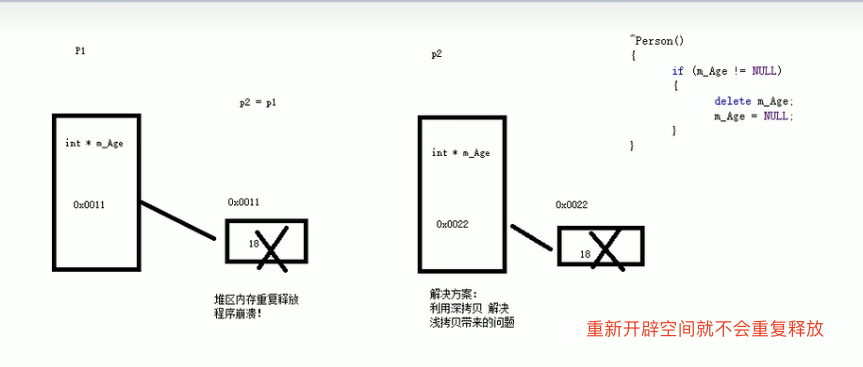 P1
p2 = p1
int * m_Age
0x0011
0x0011
18
堆区内存重复释放
程序崩溃！
p2
int * m_Age
0x0022
0x0022
18
解决方案：
利用深拷贝 解决
浅拷贝带来的问题
~Person()
{
if (m_Age != NULL)
{
delete m_Age;
m_Age = NULL;
}
}
重新开辟空间就不会重复释放